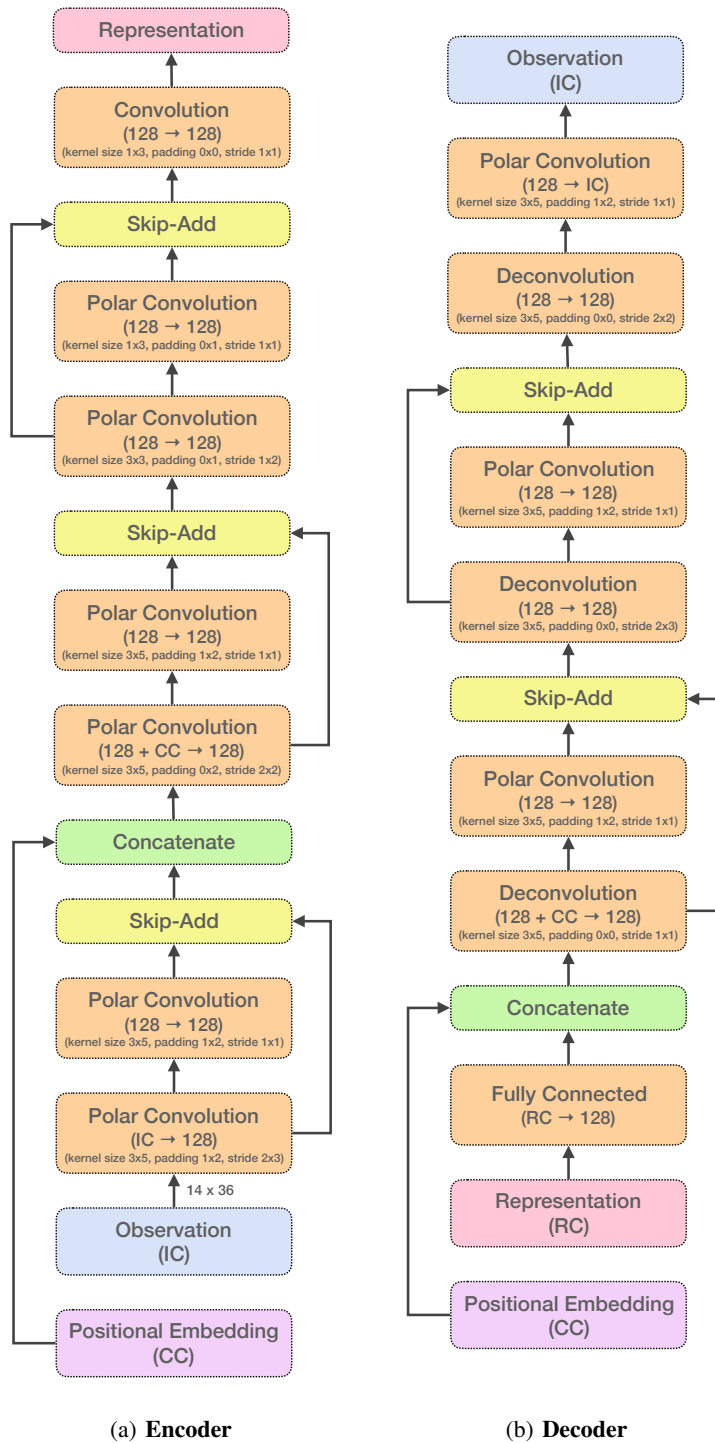 Representation
Convolution
(128 → 128)
(kernel size 1x3, padding 0x0, stride 1x1)
Skip-Add
Polar Convolution
(128 → 128)
(kernel size 1x3, padding 0x1, stride 1x1)
Polar Convolution
(128 → 128)
(kernel size 3x3, padding 0x1, stride 1x2)
Skip-Add
Polar Convolution
(128 → 128)
(kernel size 3x5, padding 1x2, stride 1x1)
Polar Convolution
(128 + CC → 128)
(kernel size 3x5, padding 0x2, stride 2x2)
Concatenate
Skip-Add
Polar Convolution
(128 → 128)
(kernel size 3x5, padding 1x2, stride 1x1)
Polar Convolution
(IC → 128)
(kernel size 3x5, padding 1x2, stride 2x3)
14 x 36
Observation
(IC)
Positional Embedding
(CC)
(a) Encoder
Observation
(IC)
Polar Convolution
(128 → IC)
(kernel size 3x5, padding 1x2, stride 1x1)
Deconvolution
(128 → 128)
(kernel size 3x5, padding 0x0, stride 2x2)
Skip-Add
Polar Convolution
(128 → 128)
(kernel size 3x5, padding 1x2, stride 1x1)
Deconvolution
(128 → 128)
(kernel size 3x5, padding 0x0, stride 2x3)
Skip-Add
Polar Convolution
(128 → 128)
(kernel size 3x5, padding 1x2, stride 1x1)
Deconvolution
(128 + CC → 128)
(kernel size 3x5, padding 0x0, stride 1x1)
Concatenate
Fully Connected
(RC → 128)
Representation
(RC)
Positional Embedding
(CC)
(b) Decoder